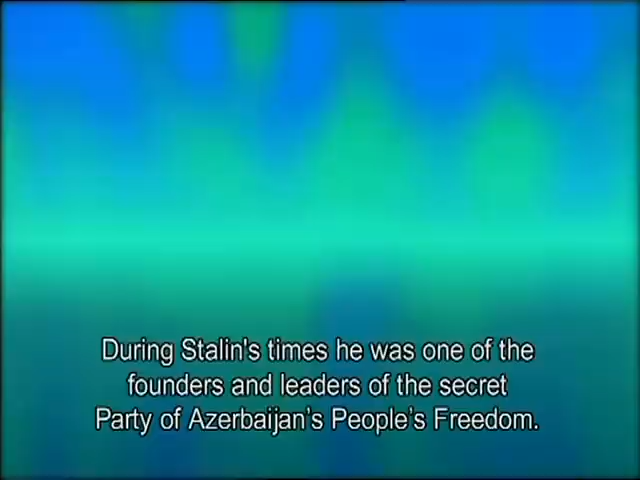 During Stalin's times he was one of the
founders and leaders of the secret
Party of Azerbaijan's People's Freedom.